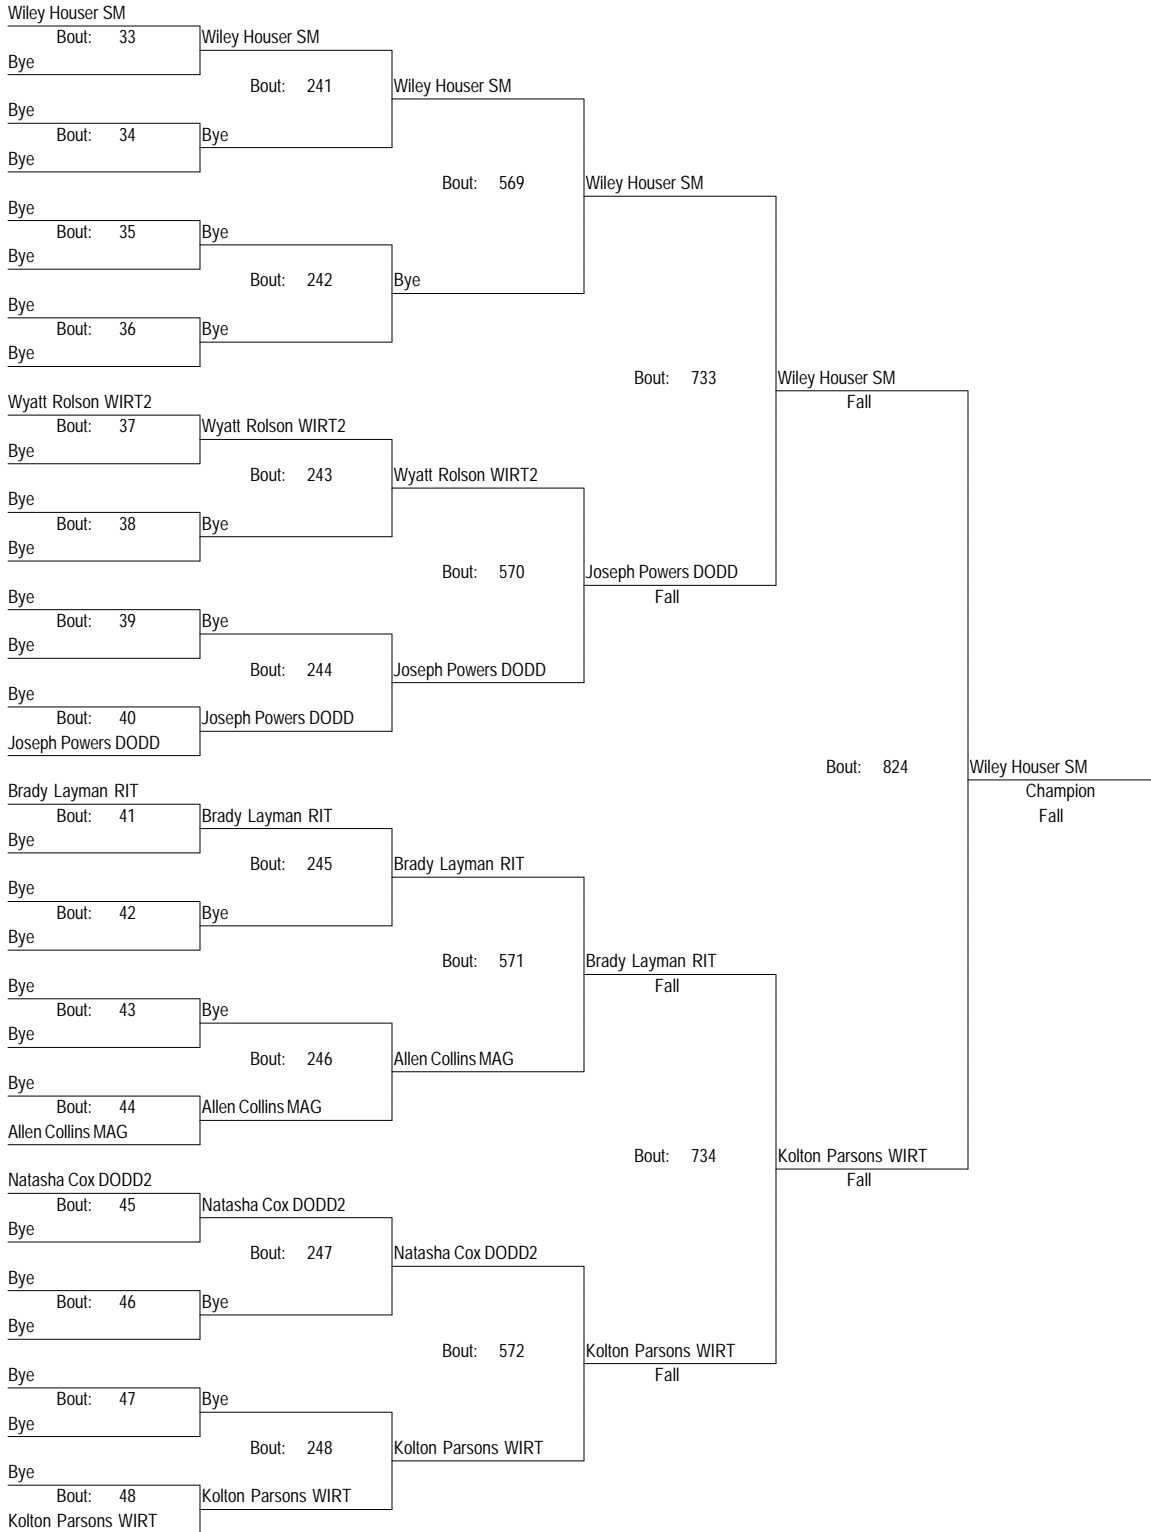 Wiley Houser SM
Bout: 33 Wiley Houser SM
Bye
Bout: 241 Wiley Houser SM
Bye
Bout: 34 Bye
Bye
Bout: 569 Wiley Houser SM
Bye
Bout: 35 Bye
Bye
Bout: 242 Bye
Bye
Bout: 36 Bye
Bye
Bout: 733 Wiley Houser SM
Fall
Wyatt Rolson WIRT2
Bout: 37 Wyatt Rolson WIRT2
Bye
Bout: 243 Wyatt Rolson WIRT2
Bye
Bout: 38 Bye
Bye
Bout: 570 Joseph Powers DODD
Fall
Bye
Bout: 39 Bye
Bye
Bout: 244 Joseph Powers DODD
Bye
Bout: 40 Joseph Powers DODD
Joseph Powers DODD
Bout: 824 Wiley Houser SM
Champion
Fall
Brady Layman RIT
Bout: 41 Brady Layman RIT
Bye
Bout: 245 Brady Layman RIT
Bye
Bout: 42 Bye
Bye
Bout: 571 Brady Layman RIT
Fall
Bye
Bout: 43 Bye
Bye
Bout: 246 Allen Collins MAG
Bye
Bout: 44 Allen Collins MAG
Allen Collins MAG
Bout: 734 Kolton Parsons WIRT
Fall
Natasha Cox DODD2
Bout: 45 Natasha Cox DODD2
Bye
Bout: 247 Natasha Cox DODD2
Bye
Bout: 46 Bye
Bye
Bout: 572 Kolton Parsons WIRT
Fall
Bye
Bout: 47 Bye
Bye
Bout: 248 Kolton Parsons WIRT
Bye
Bout: 48 Kolton Parsons WIRT
Kolton Parsons WIRT